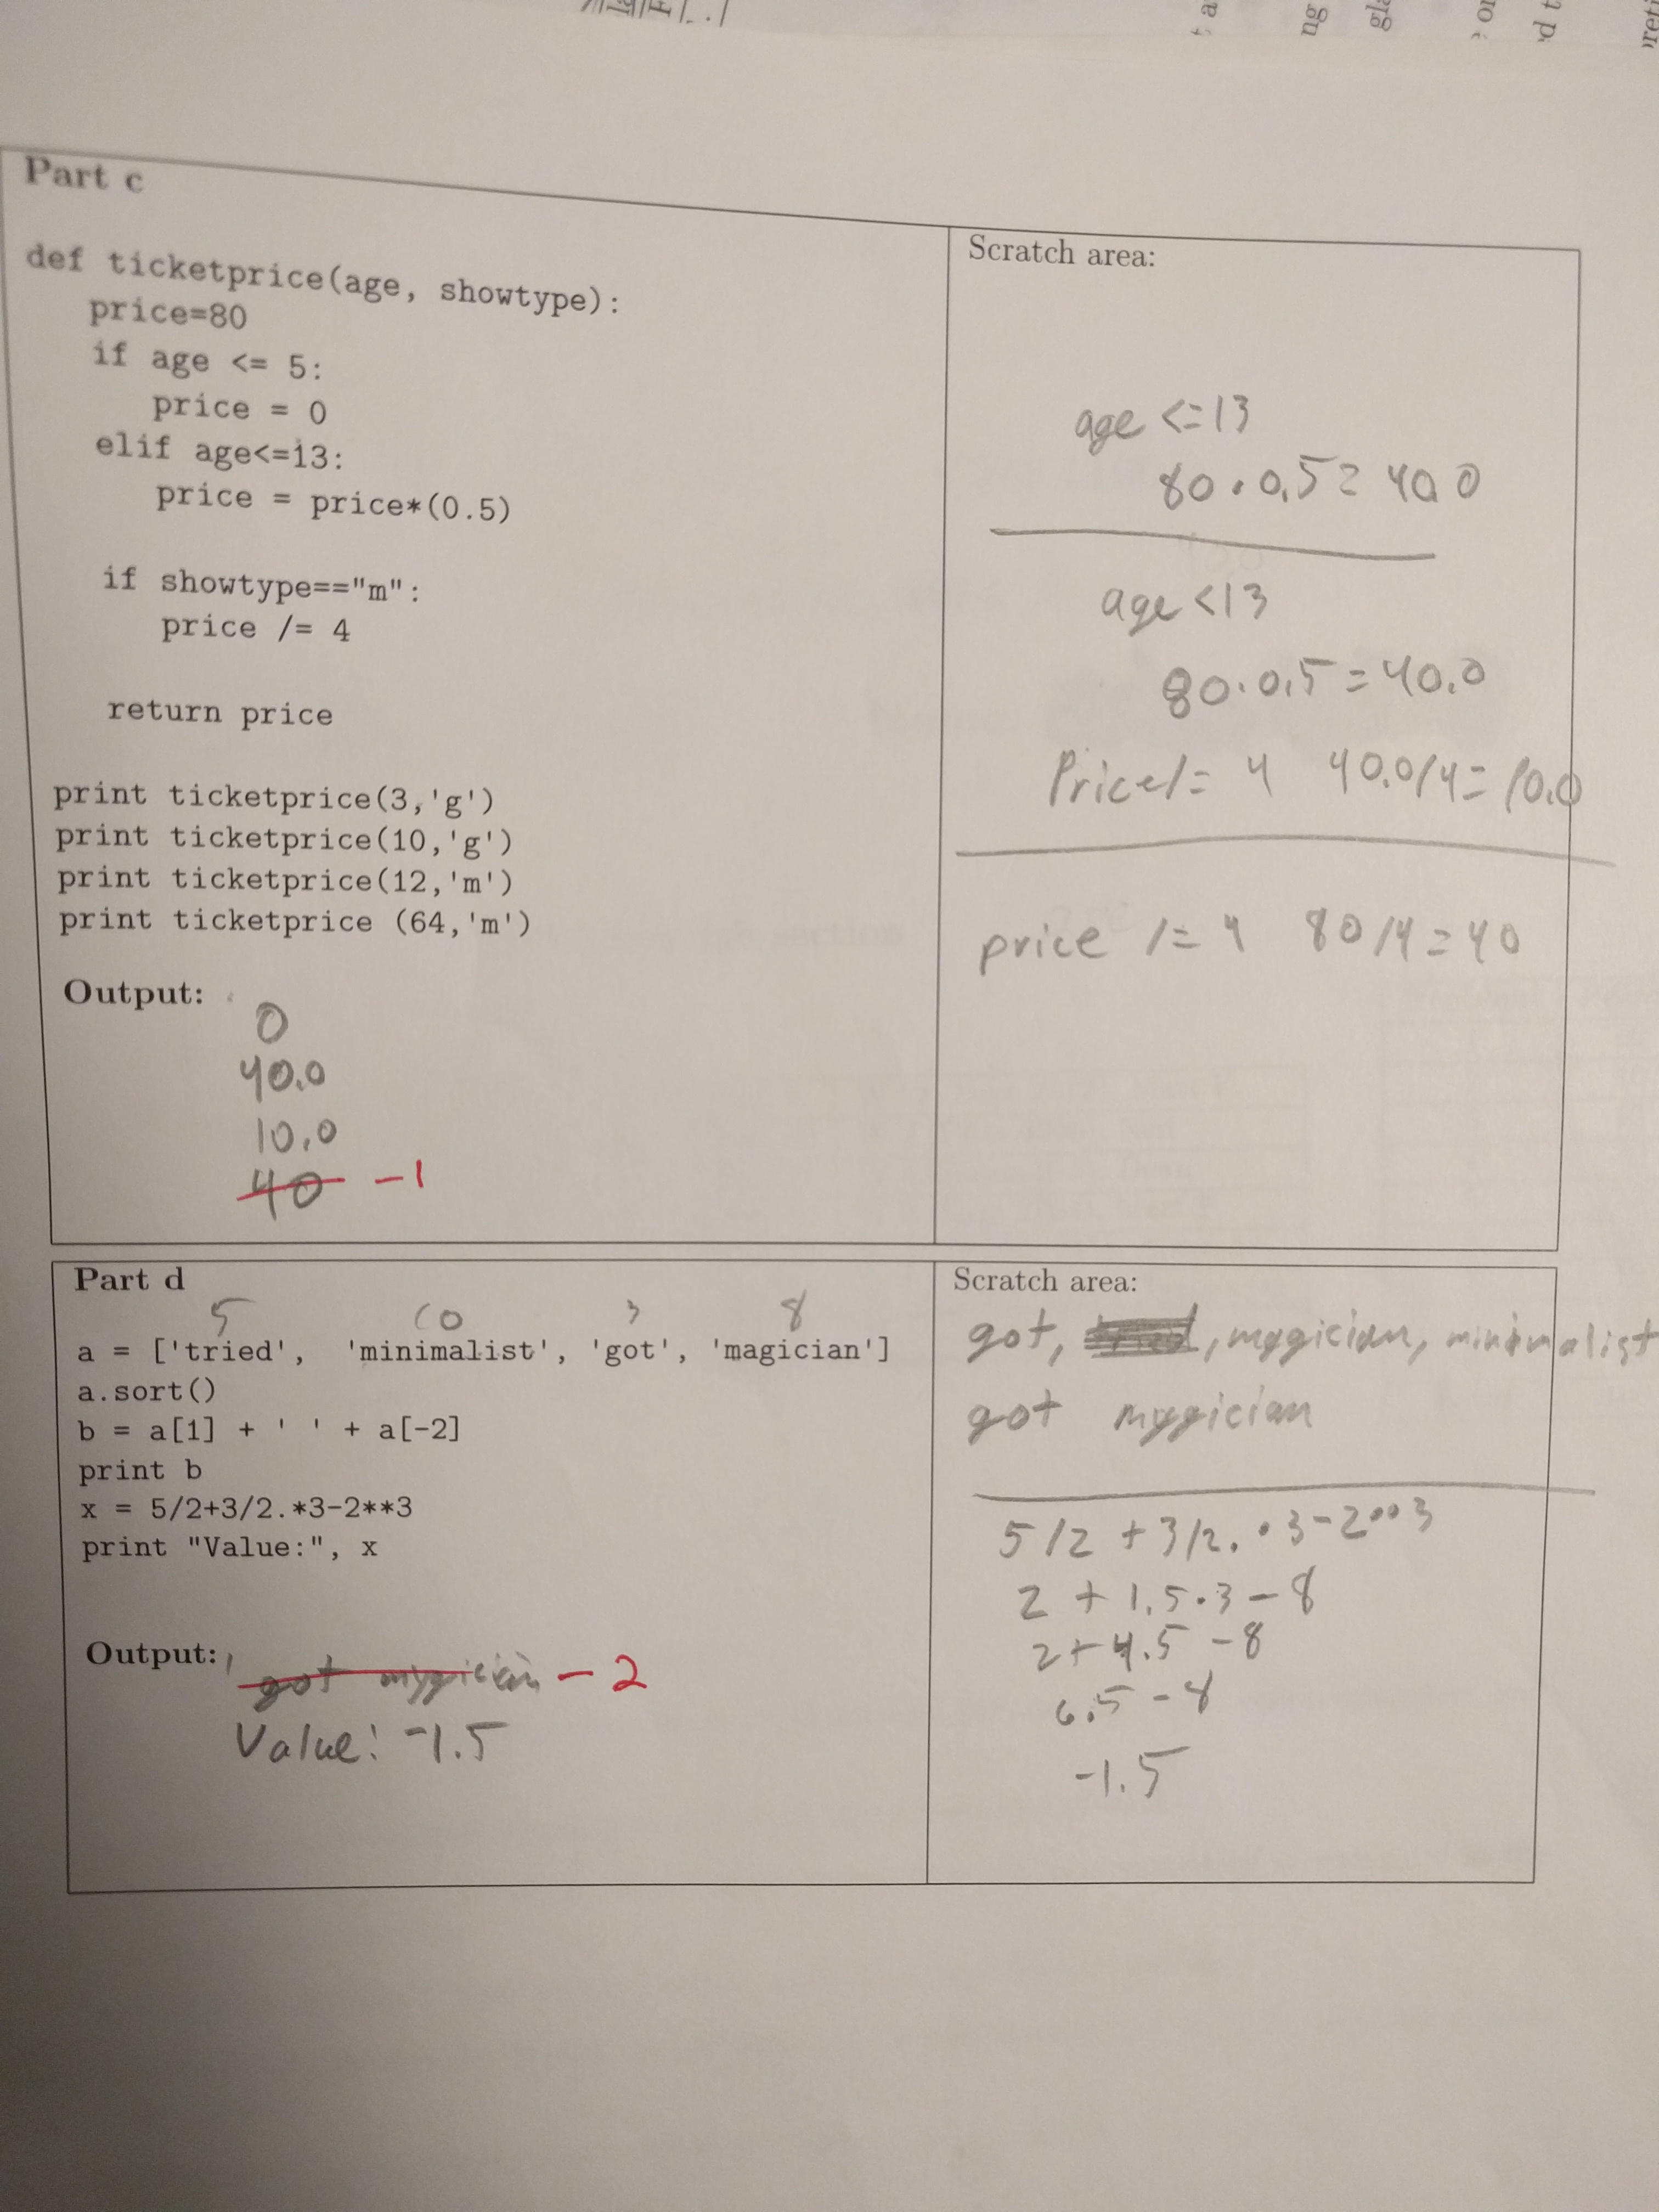 Part c
def ticketprice(age, showtype):
price=80
if age <= 5:
price = 0
elif age<=13:
price = price*(0.5)
if showtype=="m":
price /= 4
return price
print ticketprice(3,'g')
print ticketprice(10,'g')
print ticketprice(12,'m')
print ticketprice (64,'m')
Output:
0
40.0
10.0
40 -1
Scratch area:
age <=13
80·0.5=40.0
age <13
80·0.5=40.0
Price/= 4 40.0/4= 10.0
price /= 4 80/4=40
Part d
5 10 3 8
a = ['tried', 'minimalist', 'got', 'magician']
a.sort()
b = a[1] + ' ' + a[-2]
print b
x = 5/2+3/2.*3-2**3
print "Value:", x
Output:
got mygician -2
Value: -1.5
Scratch area:
got, , mygician, minimalist
got mygician
5/2 + 3/2. · 3-2**3
2 + 1.5·3-8
2+4.5-8
6.5-8
-1.5